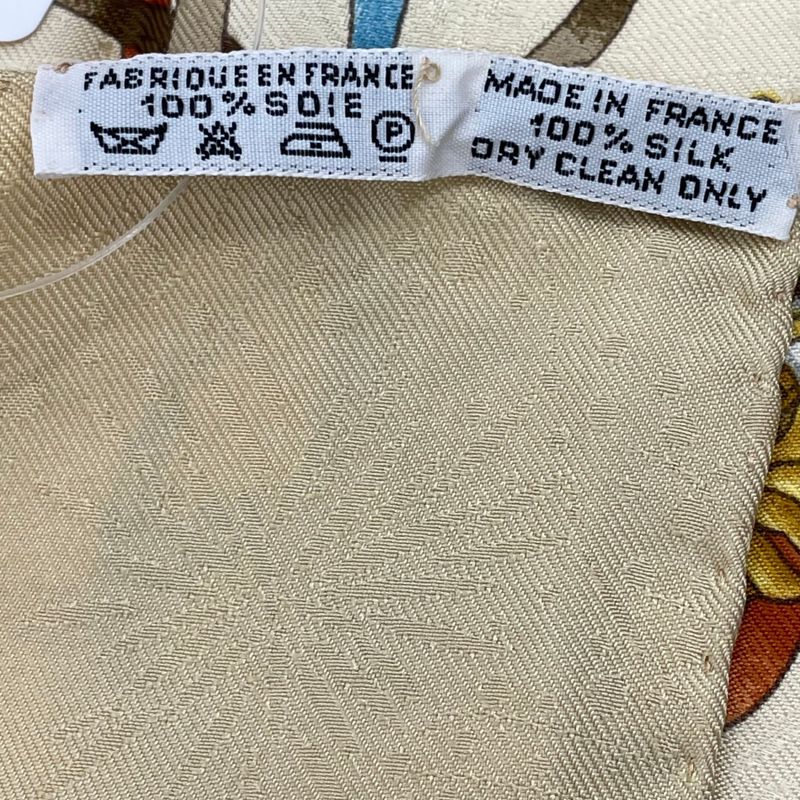 FABRIQUE EN FRANCE
100% SOIE
P
MADE IN FRANCE
100% SILK
DRY CLEAN ONLY